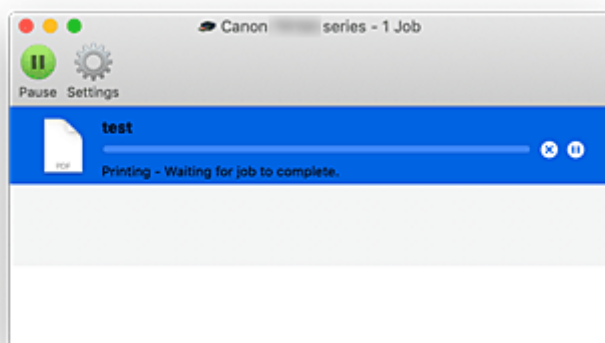 Canon series - 1 Job
Pause Settings
test
PDF
Printing - Waiting for job to complete.